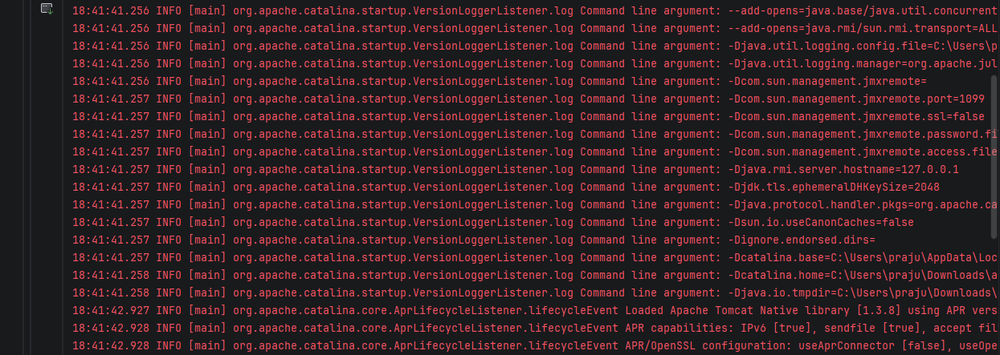 18:41:41.256 INFO [main] org.apache.catalina.startup.VersionLoggerListener.log Command line argument: --add-opens=java.base/java.util.concurrent
18:41:41.256 INFO [main] org.apache.catalina.startup.VersionLoggerListener.log Command line argument: --add-opens=java.rmi/sun.rmi.transport=ALL
18:41:41.256 INFO [main] org.apache.catalina.startup.VersionLoggerListener.log Command line argument: -Djava.util.logging.config.file=C:\Users\p
18:41:41.256 INFO [main] org.apache.catalina.startup.VersionLoggerListener.log Command line argument: -Djava.util.logging.manager=org.apache.jul
18:41:41.256 INFO [main] org.apache.catalina.startup.VersionLoggerListener.log Command line argument: -Dcom.sun.management.jmxremote=
18:41:41.257 INFO [main] org.apache.catalina.startup.VersionLoggerListener.log Command line argument: -Dcom.sun.management.jmxremote.port=1099
18:41:41.257 INFO [main] org.apache.catalina.startup.VersionLoggerListener.log Command line argument: -Dcom.sun.management.jmxremote.ssl=false
18:41:41.257 INFO [main] org.apache.catalina.startup.VersionLoggerListener.log Command line argument: -Dcom.sun.management.jmxremote.password.fi
18:41:41.257 INFO [main] org.apache.catalina.startup.VersionLoggerListener.log Command line argument: -Dcom.sun.management.jmxremote.access.file
18:41:41.257 INFO [main] org.apache.catalina.startup.VersionLoggerListener.log Command line argument: -Djava.rmi.server.hostname=127.0.0.1
18:41:41.257 INFO [main] org.apache.catalina.startup.VersionLoggerListener.log Command line argument: -Djdk.tls.ephemeralDHKeySize=2048
18:41:41.257 INFO [main] org.apache.catalina.startup.VersionLoggerListener.log Command line argument: -Djava.protocol.handler.pkgs=org.apache.ca
18:41:41.257 INFO [main] org.apache.catalina.startup.VersionLoggerListener.log Command line argument: -Dsun.io.useCanonCaches=false
18:41:41.257 INFO [main] org.apache.catalina.startup.VersionLoggerListener.log Command line argument: -Dignore.endorsed.dirs=
18:41:41.257 INFO [main] org.apache.catalina.startup.VersionLoggerListener.log Command line argument: -Dcatalina.base=C:\Users\praju\AppData\Loc
18:41:41.258 INFO [main] org.apache.catalina.startup.VersionLoggerListener.log Command line argument: -Dcatalina.home=C:\Users\praju\Downloads\a
18:41:41.258 INFO [main] org.apache.catalina.startup.VersionLoggerListener.log Command line argument: -Djava.io.tmpdir=C:\Users\praju\Downloads\
18:41:42.927 INFO [main] org.apache.catalina.core.AprLifecycleListener.lifecycleEvent Loaded Apache Tomcat Native library [1.3.8] using APR vers
18:41:42.928 INFO [main] org.apache.catalina.core.AprLifecycleListener.lifecycleEvent APR capabilities: IPv6 [true], sendfile [true], accept fil
18:41:42.928 INFO [main] org.apache.catalina.core.AprLifecycleListener.lifecycleEvent APR/OpenSSL configuration: useAprConnector [false], useOpe